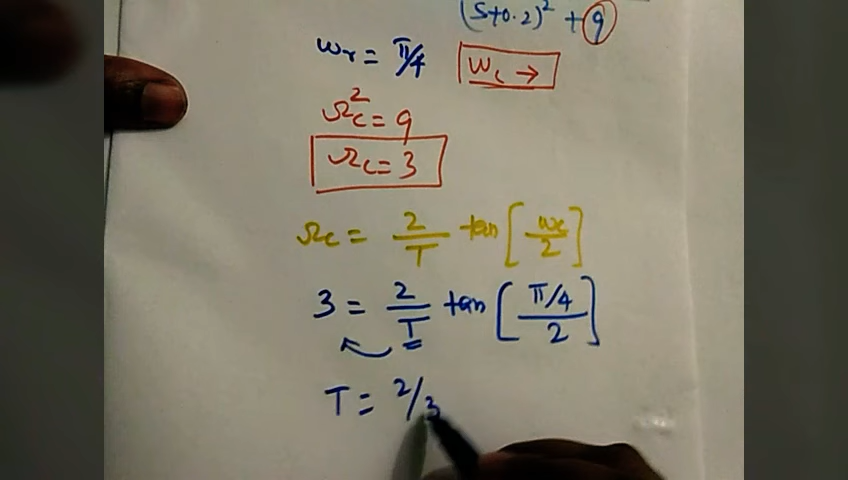 (S+0.2)² + 9
ωr = π/4 ωc →
Ωc² = 9
Ωc = 3
Ωc = 2/T tan [ωc/2]
3 = 2/T tan [π/4 / 2]
T = 2/3